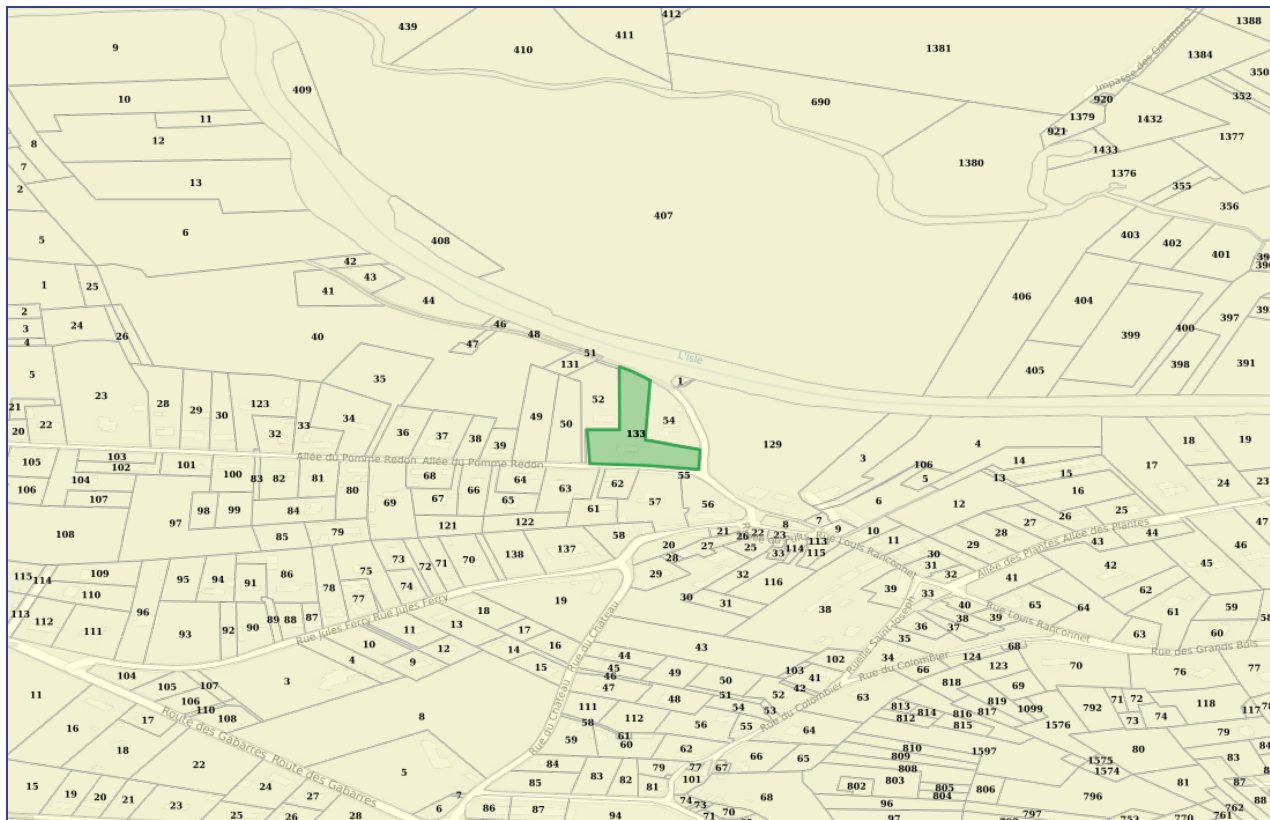 439 412 1388
9 410 411 1381 1384
409 Impasse des Garennes 350
10 690 920 352
11 1379 1432
12 921 1377
8 1433
7 1380 1376
13 355
2 356
407
6 408 403 402
5 401
42
43
1 25 41 44 406 404
2 24 40 46 48 397
3 26 47 399 400
4 L'Isle
51 131 405 398 391
5 35 1
23 28 29 30 123 34 49 52
21 22 33 50 54
20 32 36 37 38 39 133 129 4 18 19
Allée du Pomme Redon Allée du Pomme Redon
105 103 102 101 100 83 82 81 68 64 55 3 106 14 17
104 80 66 63 62 5 13 15
106 107 69 67 65 61 57 56 6 12 16 24 23
97 98 99 84 121 122 58 8 7 9 27 26 25 47
108 85 79 21 22 23 10 11 28 44
Rue Louis Ranconnet Allée des Plantes Allée des Plantes
73 138 137 20 27 26 25 113 29 43 46
115 114 109 72 71 70 28 33 114 115 30 31 42 45
110 95 94 91 86 78 75 74 29 32 116 32 41
113 112 96 77 19 30 31 39 33 62
111 93 92 90 89 88 87 18 38 40 65 64 61 59 58
Rue Jules Ferry Rue Jules Ferry
Rue Louis Ranconnet
10 11 13 17 36 37 38 39 63 60
Rue du Château Rue du Château Ruelle Saint-Joseph
4 9 12 14 16 43 35 68 Rue des Grands Bois
15 44 102 34 124 70 76 77
104 105 107 3 45 46 49 50 103 41 66 123
Rue du Colombier Rue du Colombier
11 106 110 108 47 48 51 52 42 63 818 69 71 72 118 117
17 8 111 54 53 813 814 819 1099 792
16 58 112 56 55 64 812 816 817 815 1576 73 74 79
18 59 61 60 810 1597 80 84
Route des Gabarres Route des Gabarres
22 5 84 62 66 65 809 808 1575 83
24 85 83 82 79 77 67 803 1574 81 87
15 19 20 21 23 27 7 81 101 68 802 805 806 796 88
25 26 28 6 86 87 94 74 73 70 71 96 804 797 753 770 762 761
97